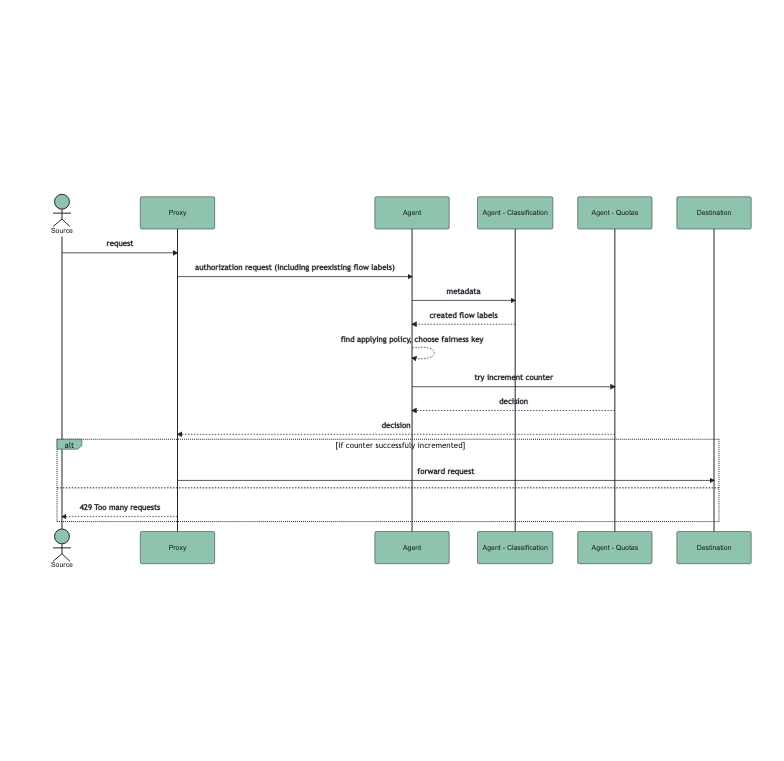 Source
Proxy
Agent
Agent - Classification
Agent - Quotas
Destination
request
authorization request (including preexisting flow labels)
metadata
created flow labels
find applying policy, choose fairness key
try increment counter
decision
decision
alt
[If counter successfuly incremented]
forward request
429 Too many requests
Source
Proxy
Agent
Agent - Classification
Agent - Quotas
Destination